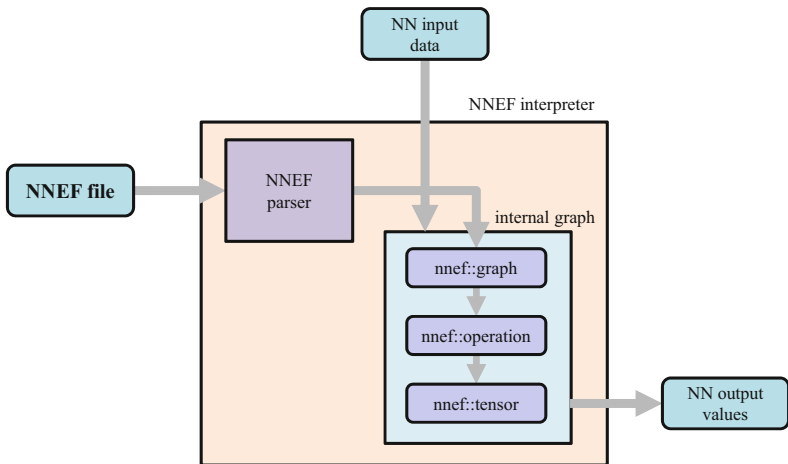 NN input
data
NNEF interpreter
NNEF file
NNEF
parser
internal graph
nnef::graph
nnef::operation
nnef::tensor
NN output
values